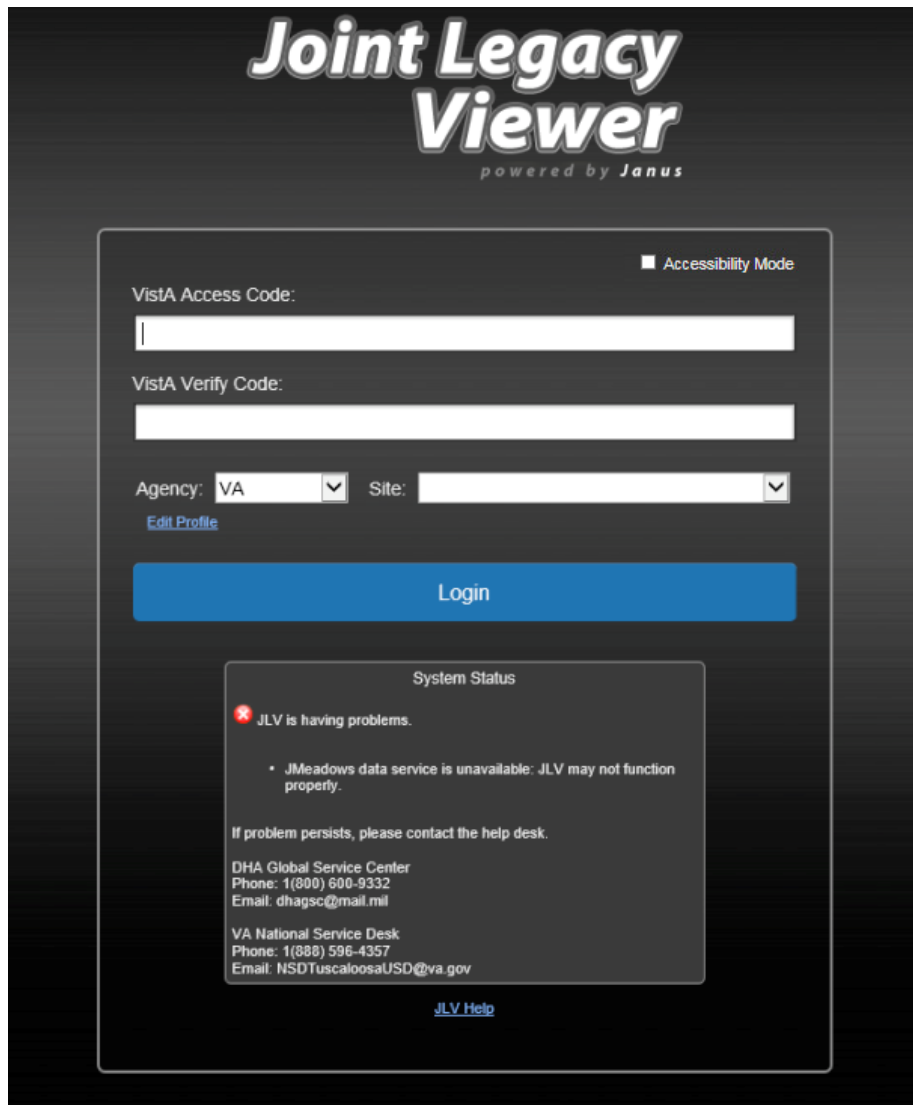 Joint Legacy
Viewer
powered by Janus
Accessibility Mode
VistA Access Code:
VistA Verify Code:
Agency: VA Site:
Edit Profile
Login
System Status
JLV is having problems.
• JMeadows data service is unavailable: JLV may not function
properly.
If problem persists, please contact the help desk.
DHA Global Service Center
Phone: 1(800) 600-9332
Email: dhagsc@mail.mil
VA National Service Desk
Phone: 1(888) 596-4357
Email: NSDTuscaloosaUSD@va.gov
JLV Help